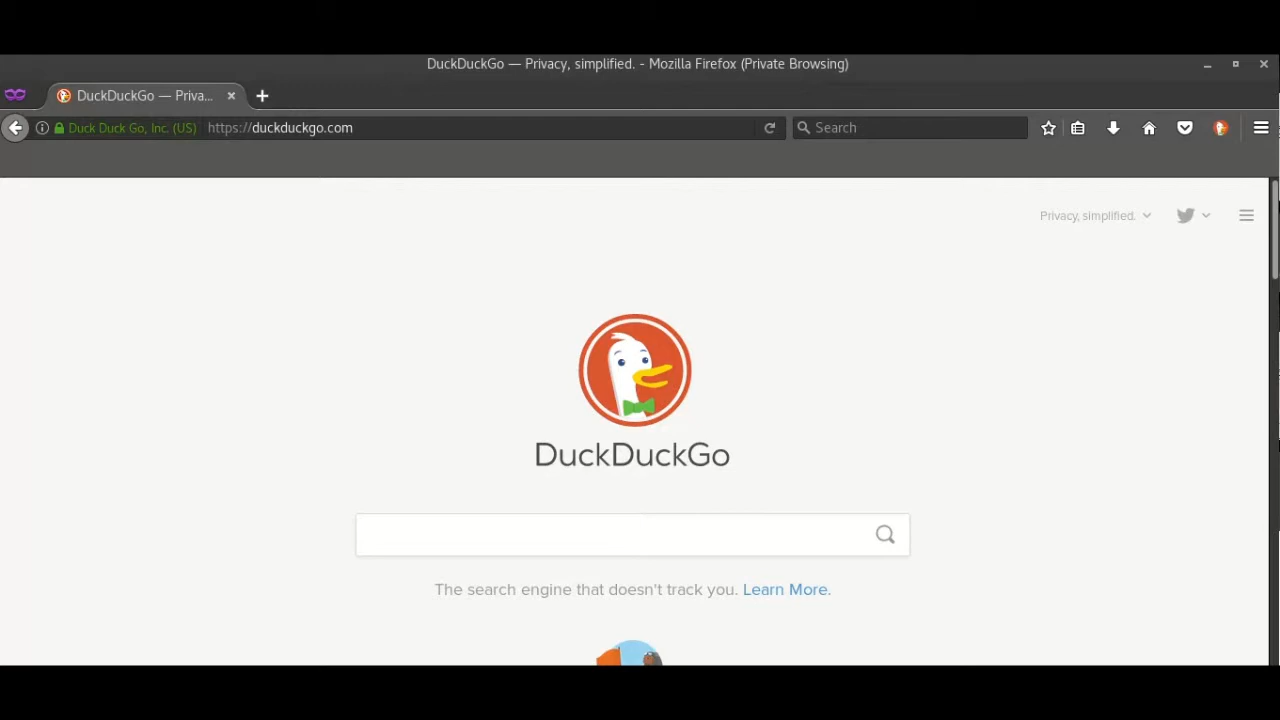 DuckDuckGo — Privacy, simplified. - Mozilla Firefox (Private Browsing)
DuckDuckGo — Priva...
Duck Duck Go, Inc. (US) https://duckduckgo.com Search
Privacy, simplified.
DuckDuckGo
The search engine that doesn't track you. Learn More.